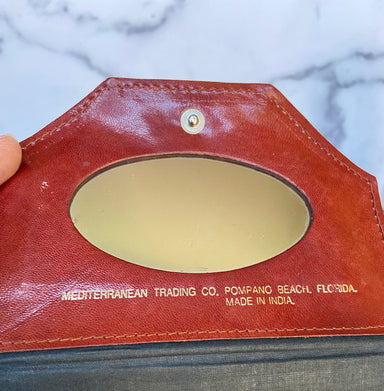 MEDITERRANEAN TRADING CO. POMPANO BEACH, FLORIDA.
MADE IN INDIA.